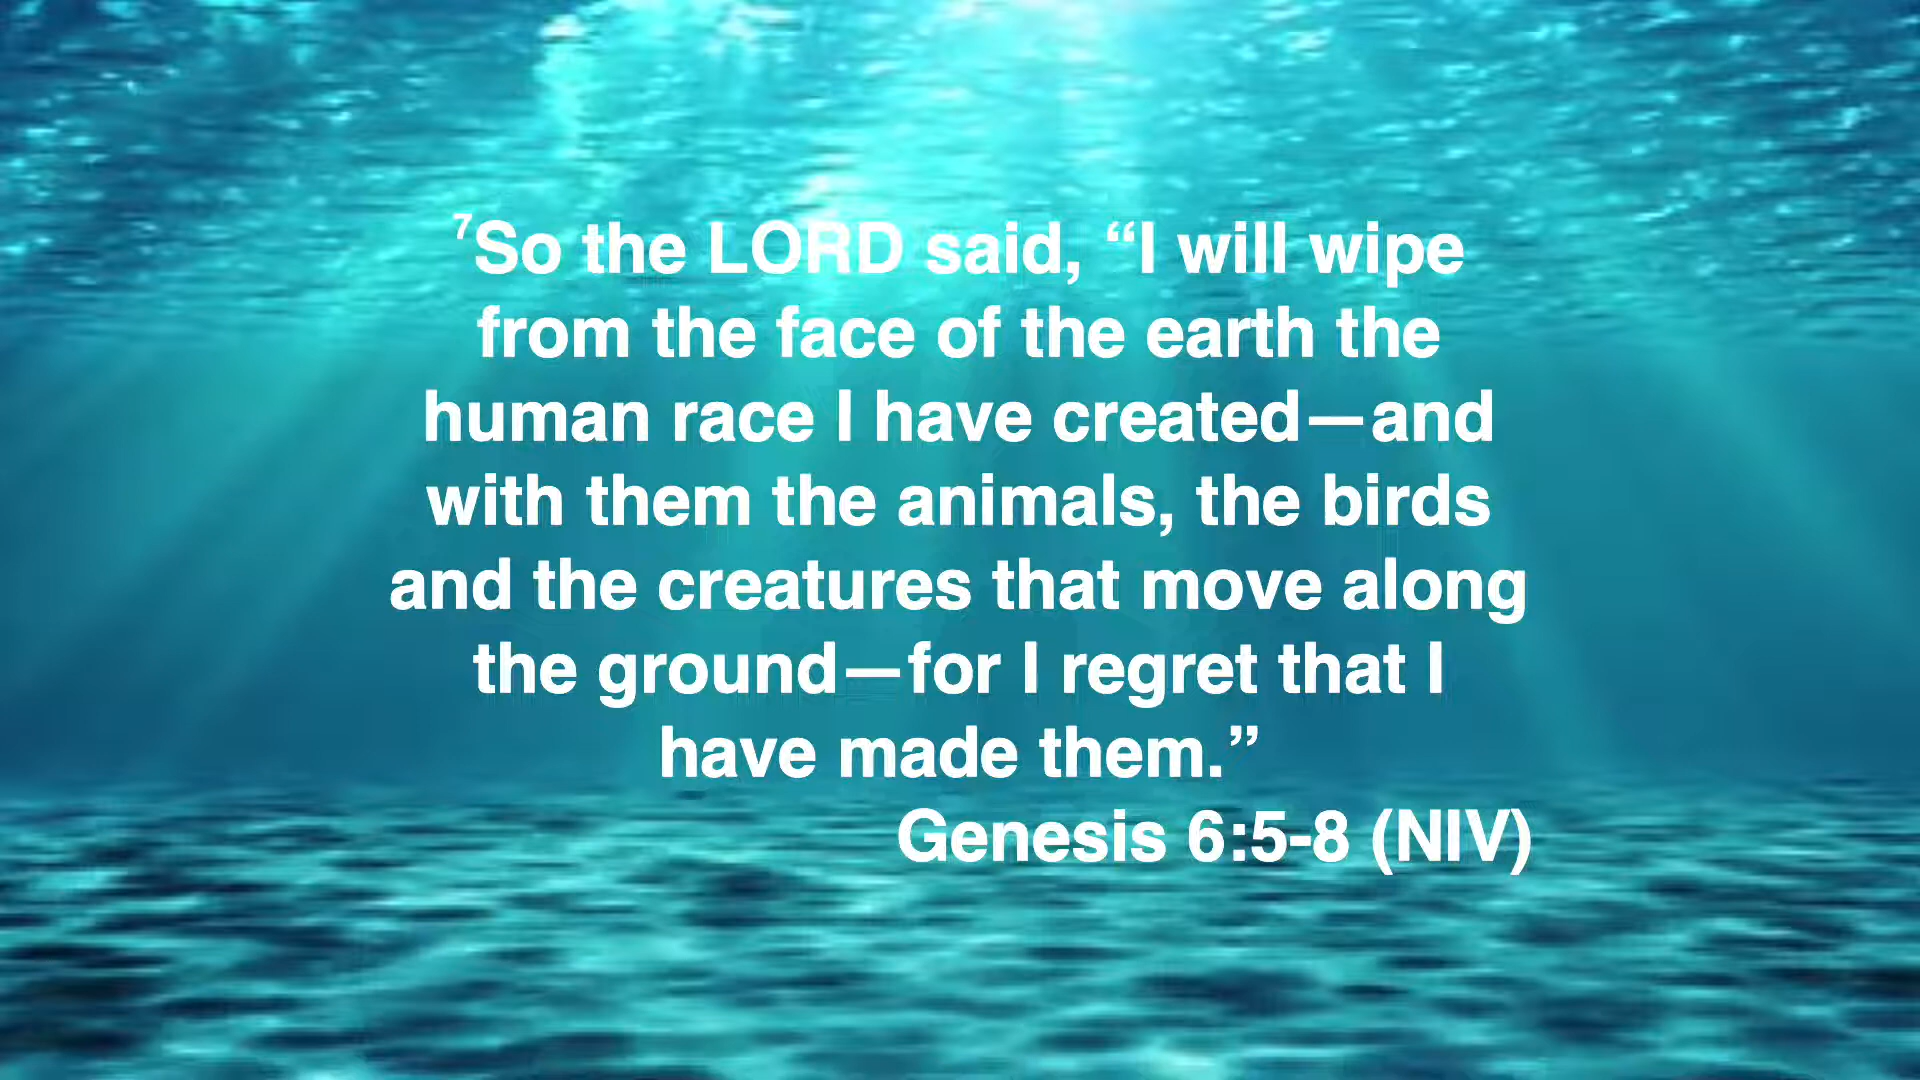 ⁷So the LORD said, “I will wipe
from the face of the earth the
human race I have created—and
with them the animals, the birds
and the creatures that move along
the ground—for I regret that I
have made them.”
Genesis 6:5-8 (NIV)